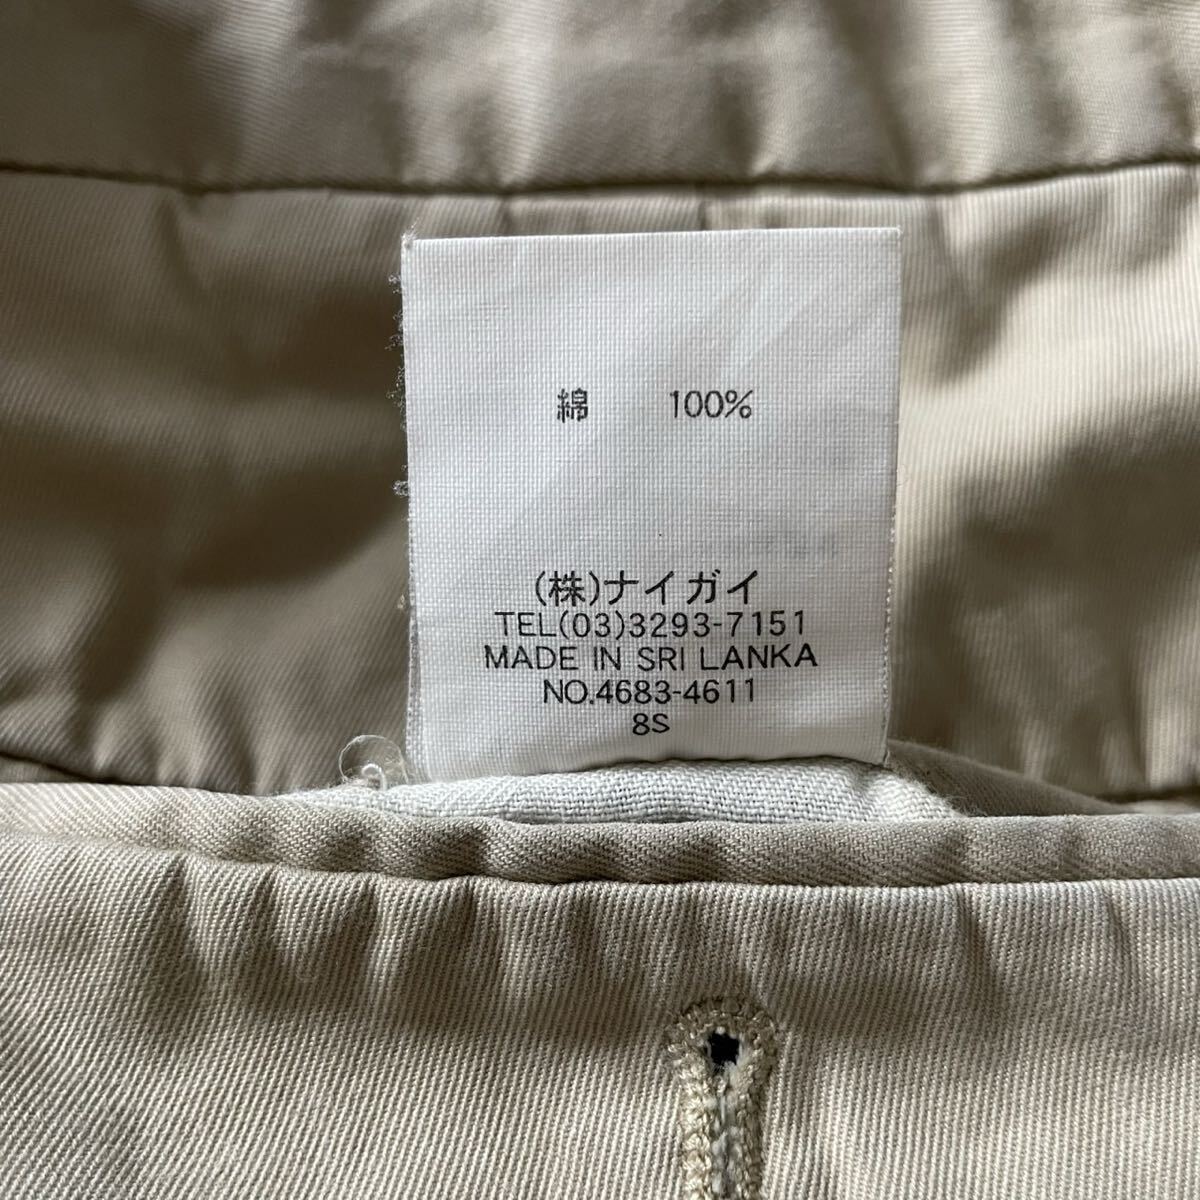 綿 100%
(株)ナイガイ
TEL(03)3293-7151
MADE IN SRI LANKA
NO.4683-4611
8S